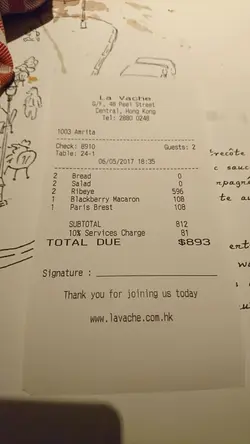 La Vache
G/F, 48 Peel Street
Central, Hong Kong
Tel: 2880 0248
1003 Amrita
Check: 8910 Guests: 2
Table: 24-1
06/05/2017 18:35
2 Bread 0
2 Salad 0
2 Ribeye 596
1 Blackberry Macaron 108
1 Paris Brest 108
SUBTOTAL 812
10% Services Charge 81
TOTAL DUE $893
Signature :
Thank you for joining us today
www.lavache.com.hk